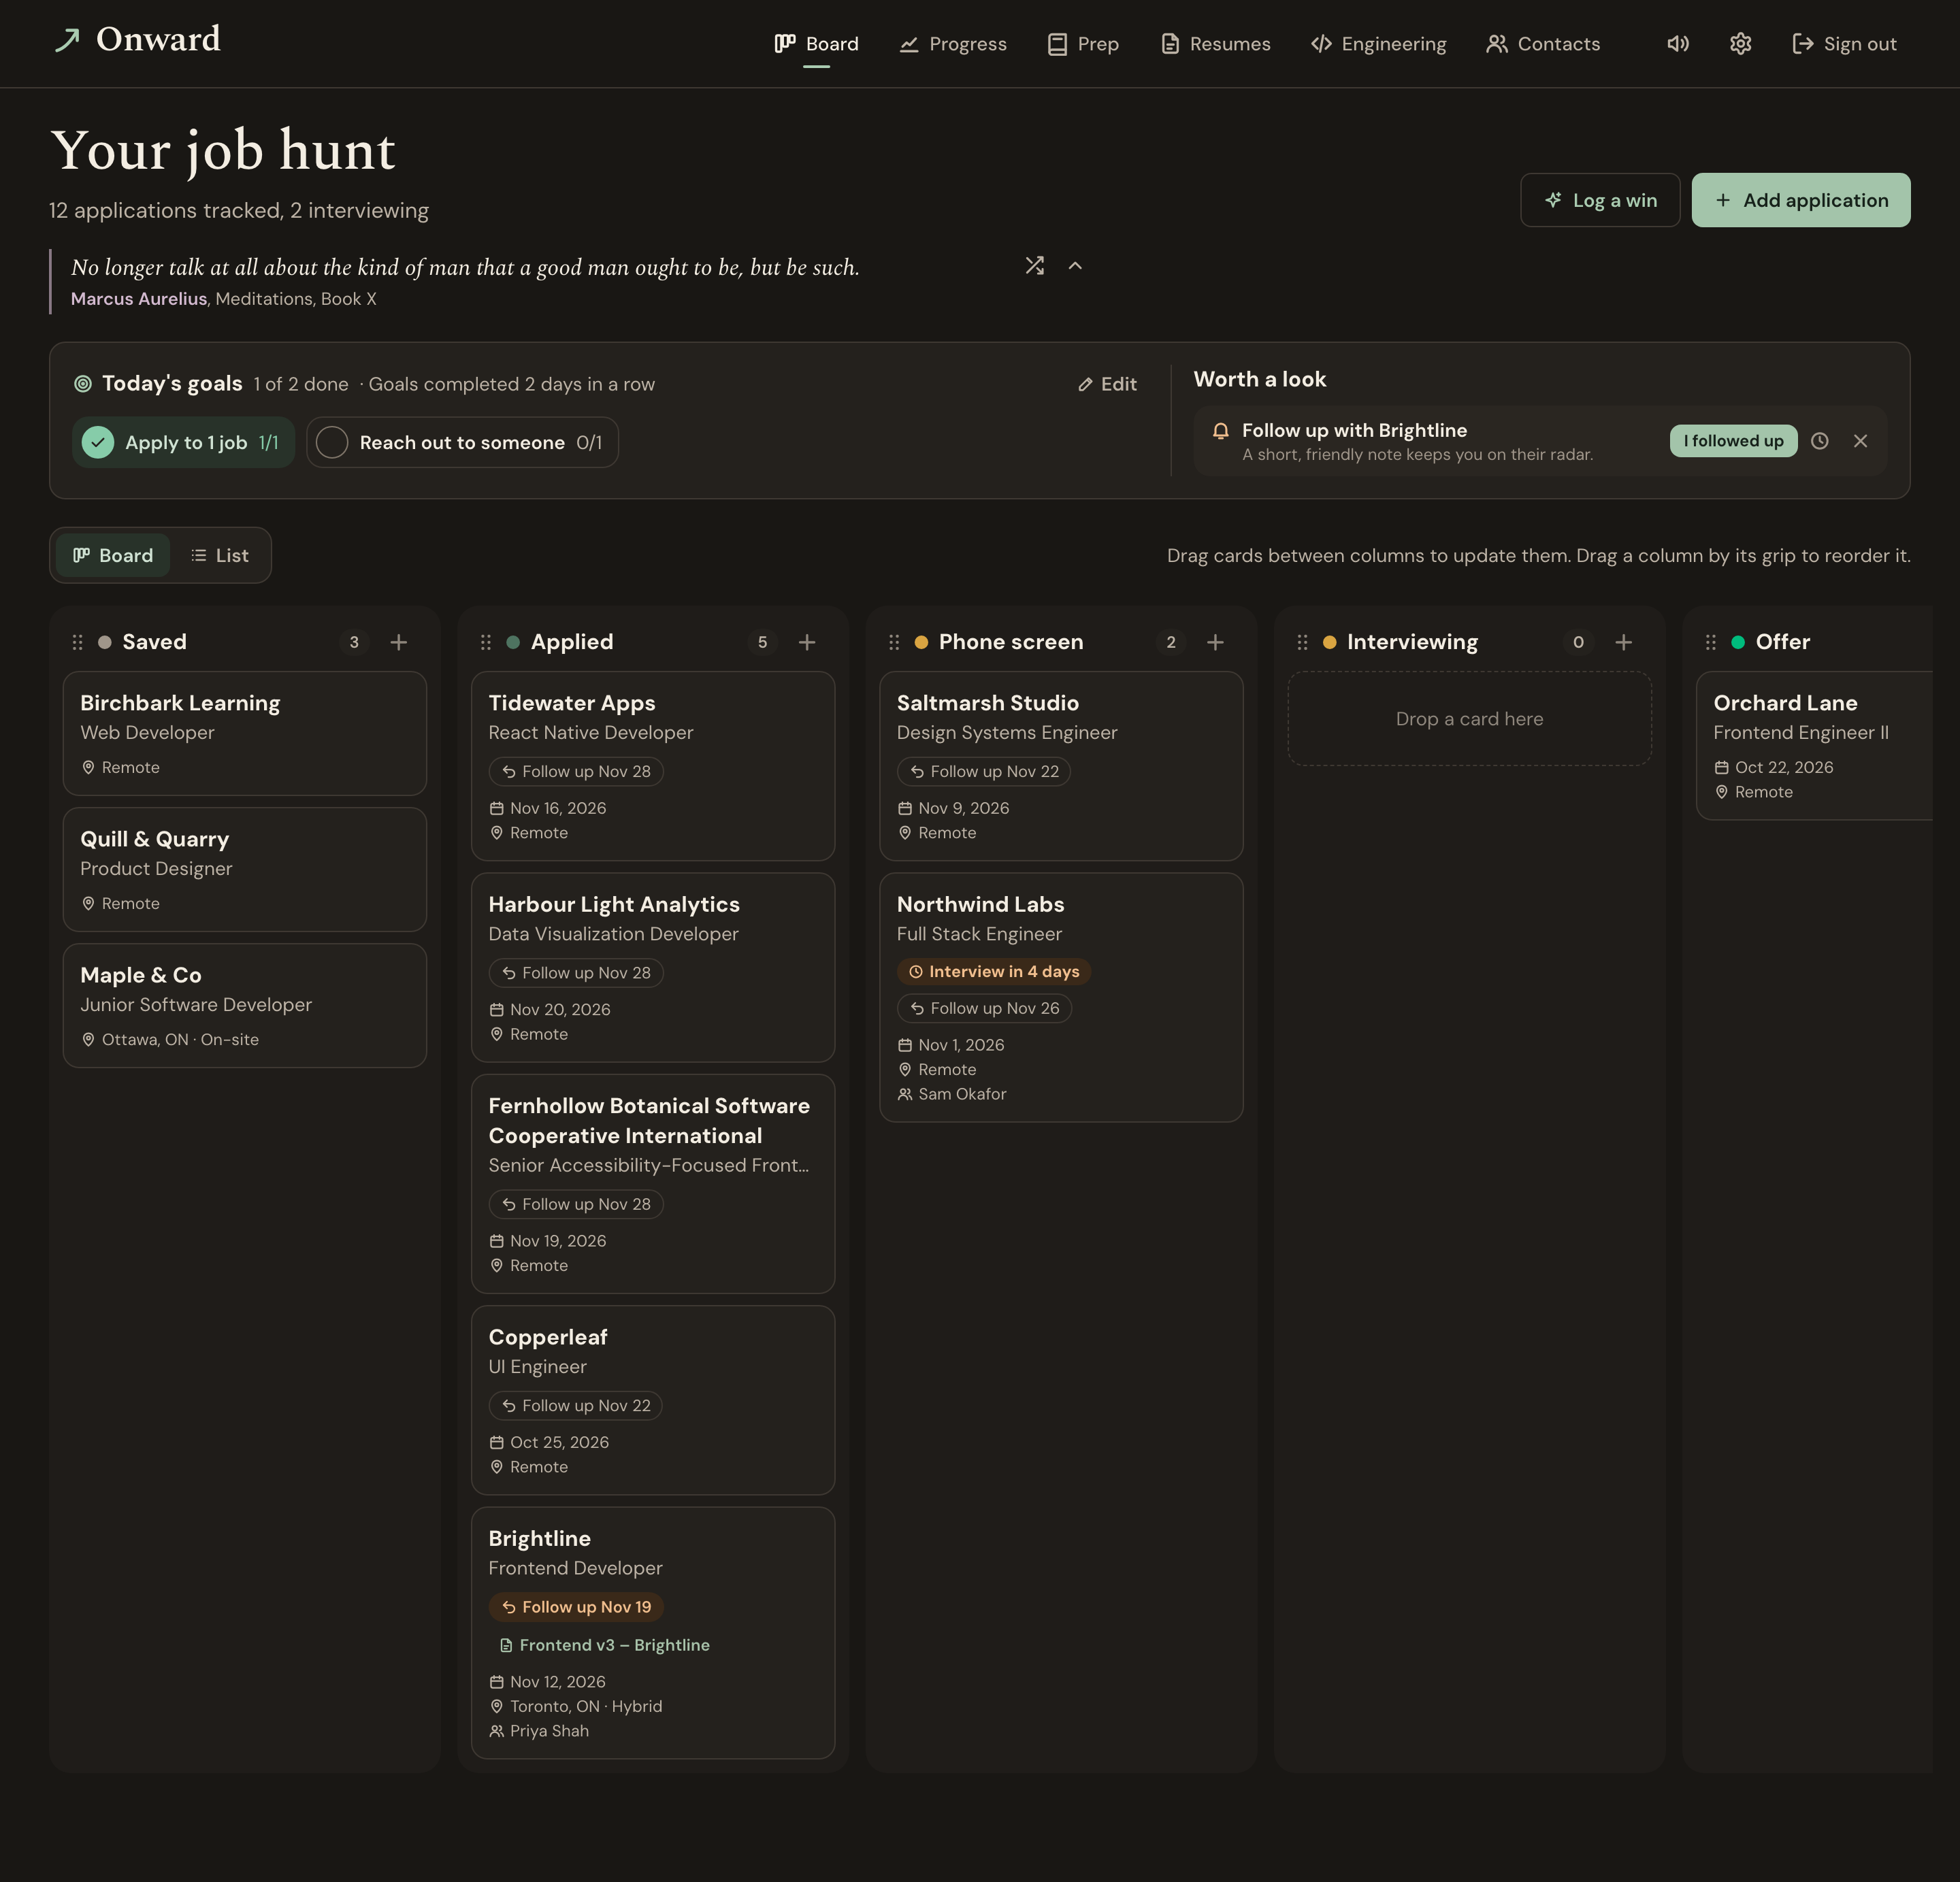 Onward
Board
Progress
Prep
Resumes
Engineering
Contacts
Sign out
Your job hunt
12 applications tracked, 2 interviewing
Log a win
Add application
No longer talk at all about the kind of man that a good man ought to be, but be such.
Marcus Aurelius, Meditations, Book X
Today's goals 1 of 2 done · Goals completed 2 days in a row
Edit
Apply to 1 job 1/1
Reach out to someone 0/1
Worth a look
Follow up with Brightline
A short, friendly note keeps you on their radar.
I followed up
Board
List
Drag cards between columns to update them. Drag a column by its grip to reorder it.
Saved 3
Birchbark Learning
Web Developer
Remote
Quill & Quarry
Product Designer
Remote
Maple & Co
Junior Software Developer
Ottawa, ON · On-site
Applied 5
Tidewater Apps
React Native Developer
Follow up Nov 28
Nov 16, 2026
Remote
Harbour Light Analytics
Data Visualization Developer
Follow up Nov 28
Nov 20, 2026
Remote
Fernhollow Botanical Software
Cooperative International
Senior Accessibility-Focused Front...
Follow up Nov 28
Nov 19, 2026
Remote
Copperleaf
UI Engineer
Follow up Nov 22
Oct 25, 2026
Remote
Brightline
Frontend Developer
Follow up Nov 19
Frontend v3 – Brightline
Nov 12, 2026
Toronto, ON · Hybrid
Priya Shah
Phone screen 2
Saltmarsh Studio
Design Systems Engineer
Follow up Nov 22
Nov 9, 2026
Remote
Northwind Labs
Full Stack Engineer
Interview in 4 days
Follow up Nov 26
Nov 1, 2026
Remote
Sam Okafor
Interviewing 0
Drop a card here
Offer
Orchard Lane
Frontend Engineer II
Oct 22, 2026
Remote